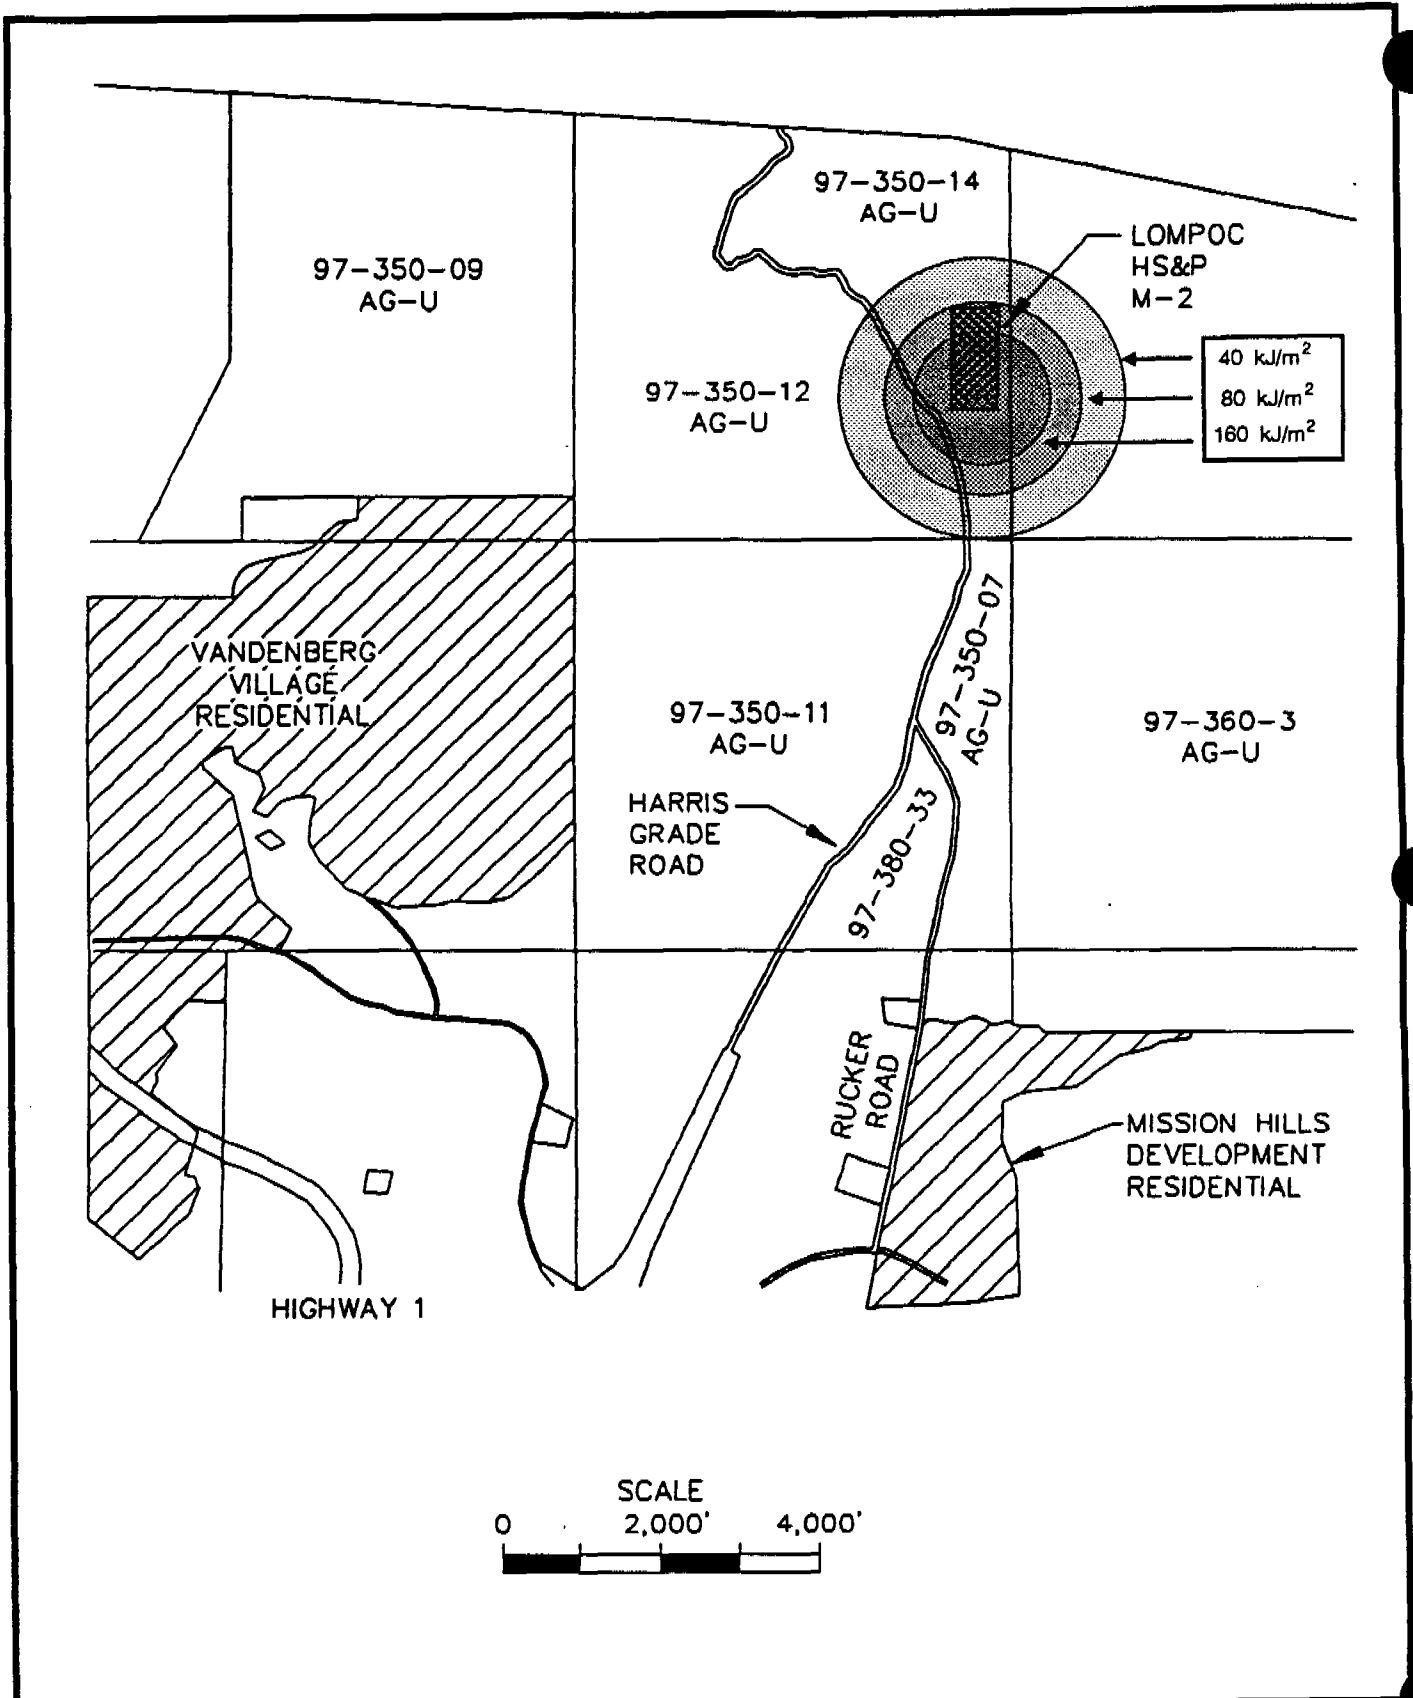 97-350-14
AG-U
LOMPOC
HS&P
M-2
97-350-09
AG-U
40 kJ/m²
80 kJ/m²
160 kJ/m²
97-350-12
AG-U
97-350-07
AG-U
VANDENBERG
VILLAGE
RESIDENTIAL
97-350-11
AG-U
97-360-3
AG-U
HARRIS
GRADE
ROAD
97-380-33
RUCKER
ROAD
MISSION HILLS
DEVELOPMENT
RESIDENTIAL
HIGHWAY 1
SCALE
0 2,000' 4,000'